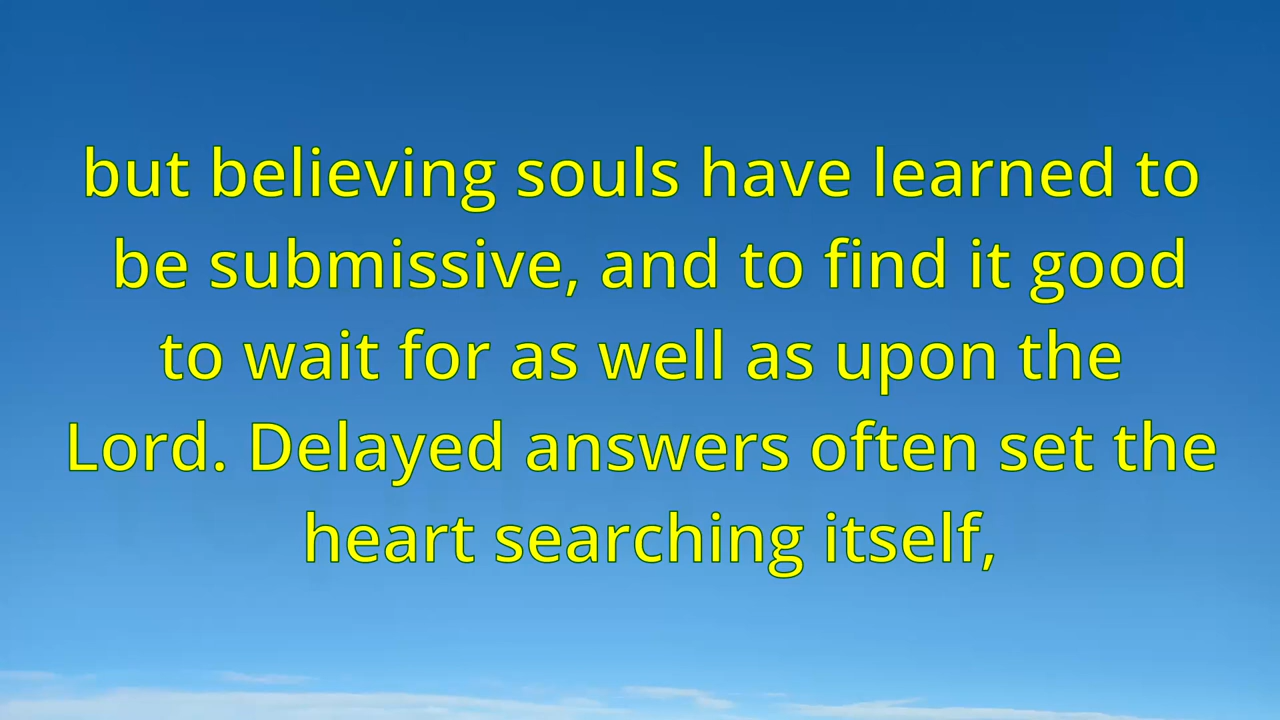 but believing souls have learned to
be submissive, and to find it good
to wait for as well as upon the
Lord. Delayed answers often set the
heart searching itself,